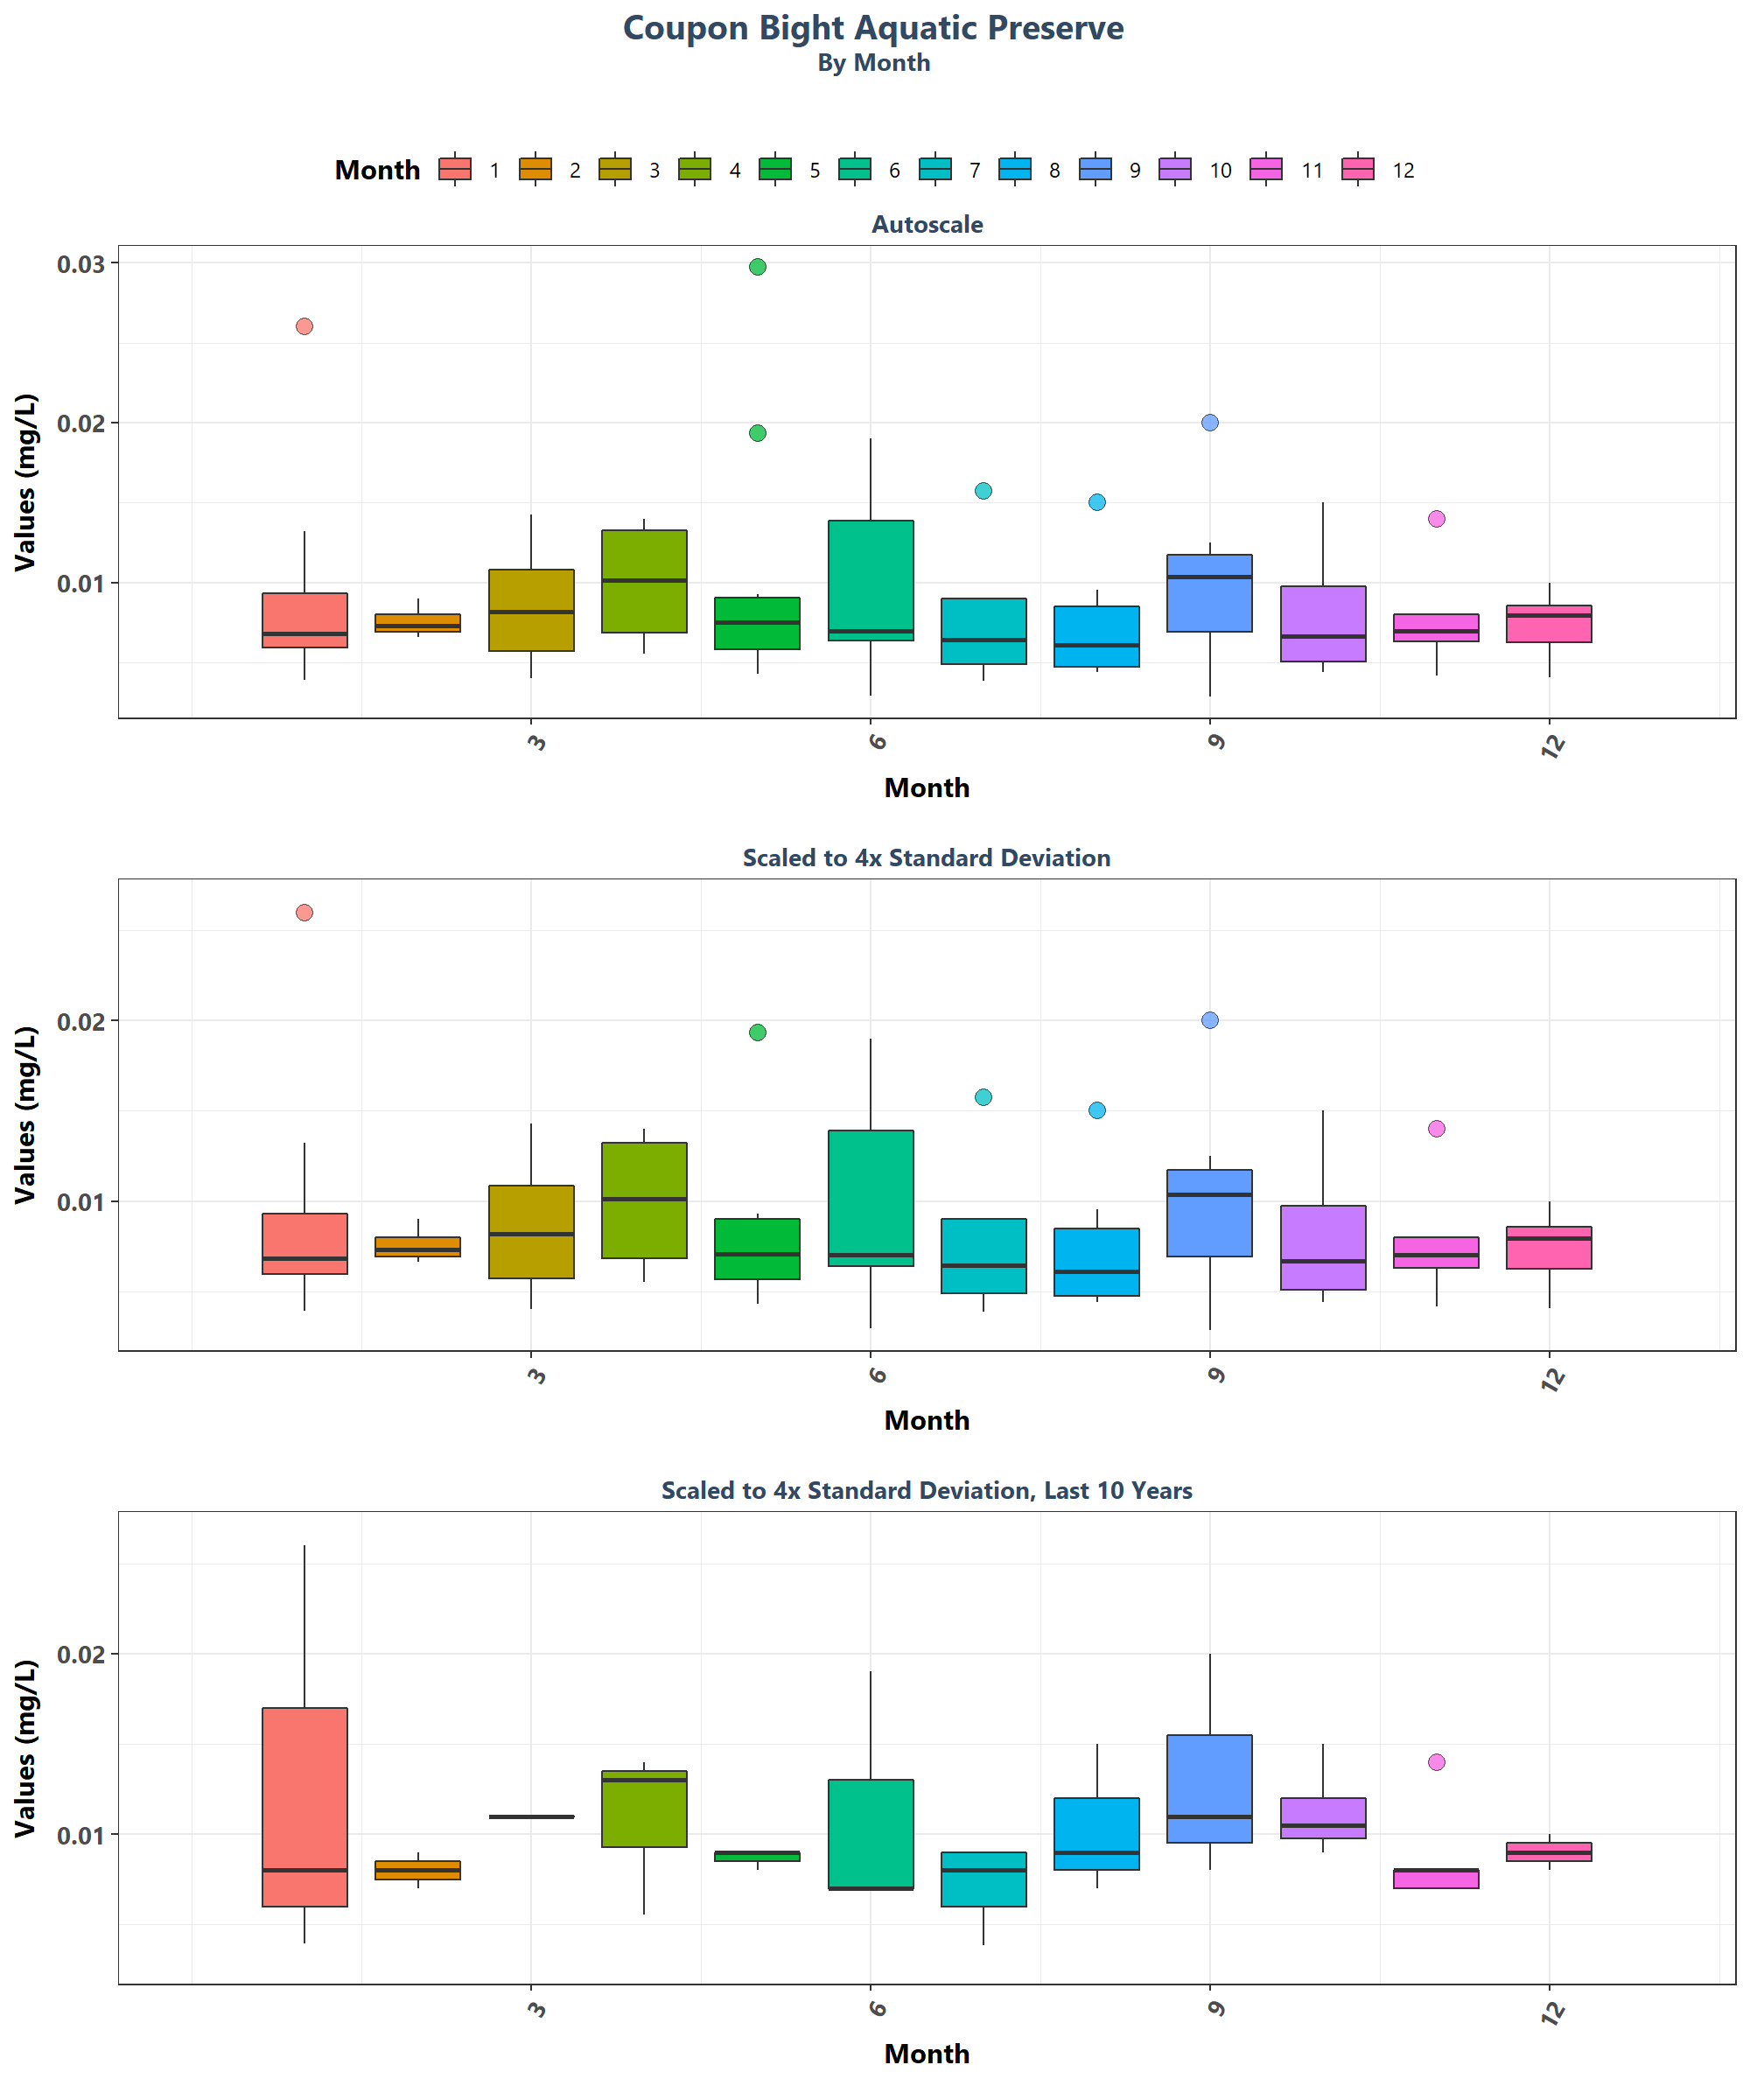 Coupon Bight Aquatic Preserve
By Month
Month 1 2 3 4 5 6 7 8 9 10 11 12
Autoscale
Values (mg/L)
0.03
0.02
0.01
3 6 9 12
Month
Scaled to 4x Standard Deviation
Values (mg/L)
0.02
0.01
3 6 9 12
Month
Scaled to 4x Standard Deviation, Last 10 Years
Values (mg/L)
0.02
0.01
3 6 9 12
Month